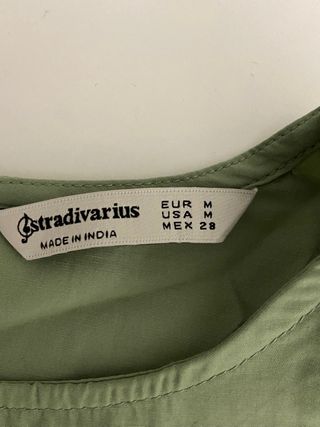 stradivarius
MADE IN INDIA
EUR M
USA M
MEX 28